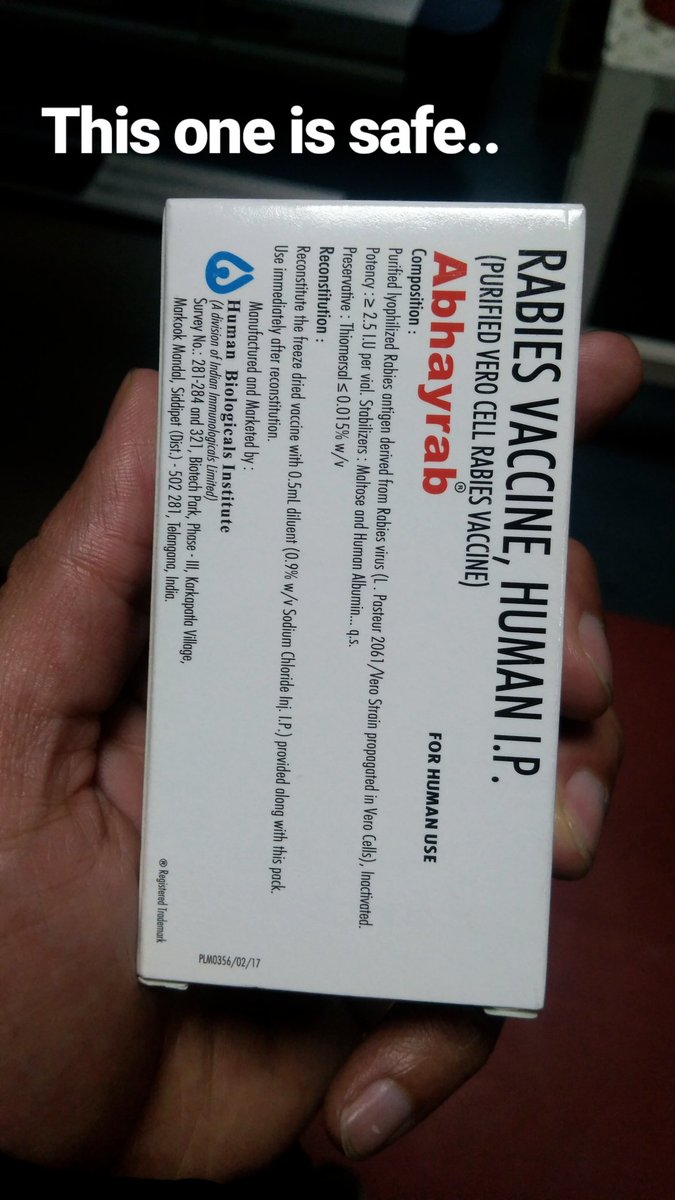 This one is safe..
RABIES VACCINE, HUMAN I.P.
(PURIFIED VERO CELL RABIES VACCINE)
Abhayrab®
FOR HUMAN USE
Composition :
Purified lyophilized Rabies antigen derived from Rabies virus (L. Pasteur 2061/Vero Strain propagated in Vero Cells), Inactivated.
Potency : ≥ 2.5 I.U per vial. Stabilizers : Maltose and Human Albumin... q.s.
Preservative : Thiomersal ≤ 0.015% w/v
Reconstitution :
Reconstitute the freeze dried vaccine with 0.5mL diluent (0.9% w/v Sodium Chloride Inj. I.P.) provided along with this pack.
Use immediately after reconstitution.
Manufactured and Marketed by :
Human Biologicals Institute
(A division of Indian Immunologicals Limited)
Survey No.: 281-284 and 321, Biotech Park, Phase - III, Karkapatla Village,
Markook Mandal, Siddipet (Dist.) - 502 281, Telangana, India.
® Registered Trademark
PLM0356/02/17